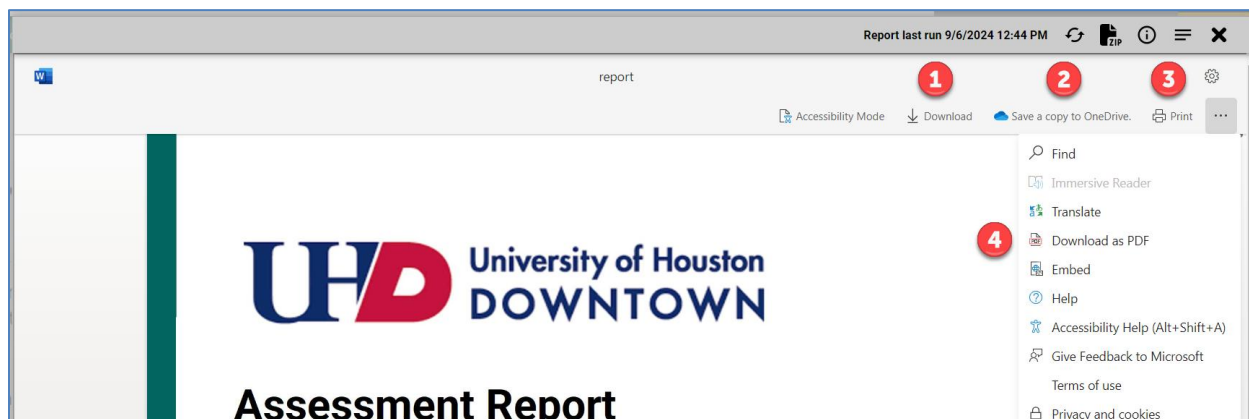 Report last run 9/6/2024 12:44 PM
ZIP
W
report
1
2
3
Accessibility Mode
Download
Save a copy to OneDrive.
Print
...
Find
Immersive Reader
Translate
4
PDF
Download as PDF
Embed
Help
Accessibility Help (Alt+Shift+A)
Give Feedback to Microsoft
Terms of use
Privacy and cookies
UHD
University of Houston
DOWNTOWN
Assessment Report